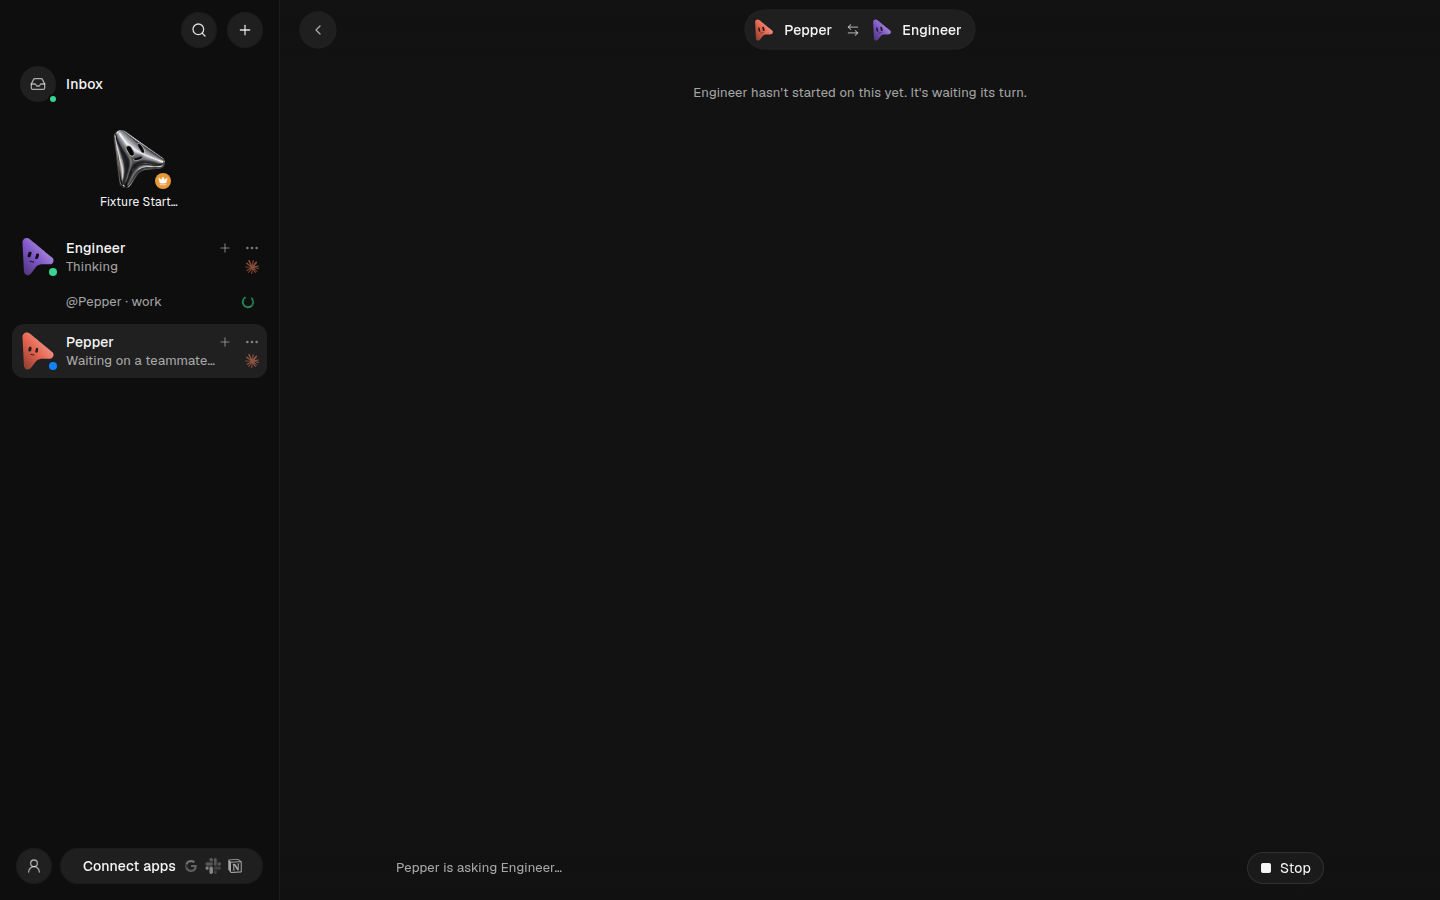 Inbox
Fixture Start…
Engineer
Thinking
@Pepper · work
Pepper
Waiting on a teammate…
Connect apps
Pepper
Engineer
Engineer hasn't started on this yet. It's waiting its turn.
Pepper is asking Engineer…
Stop